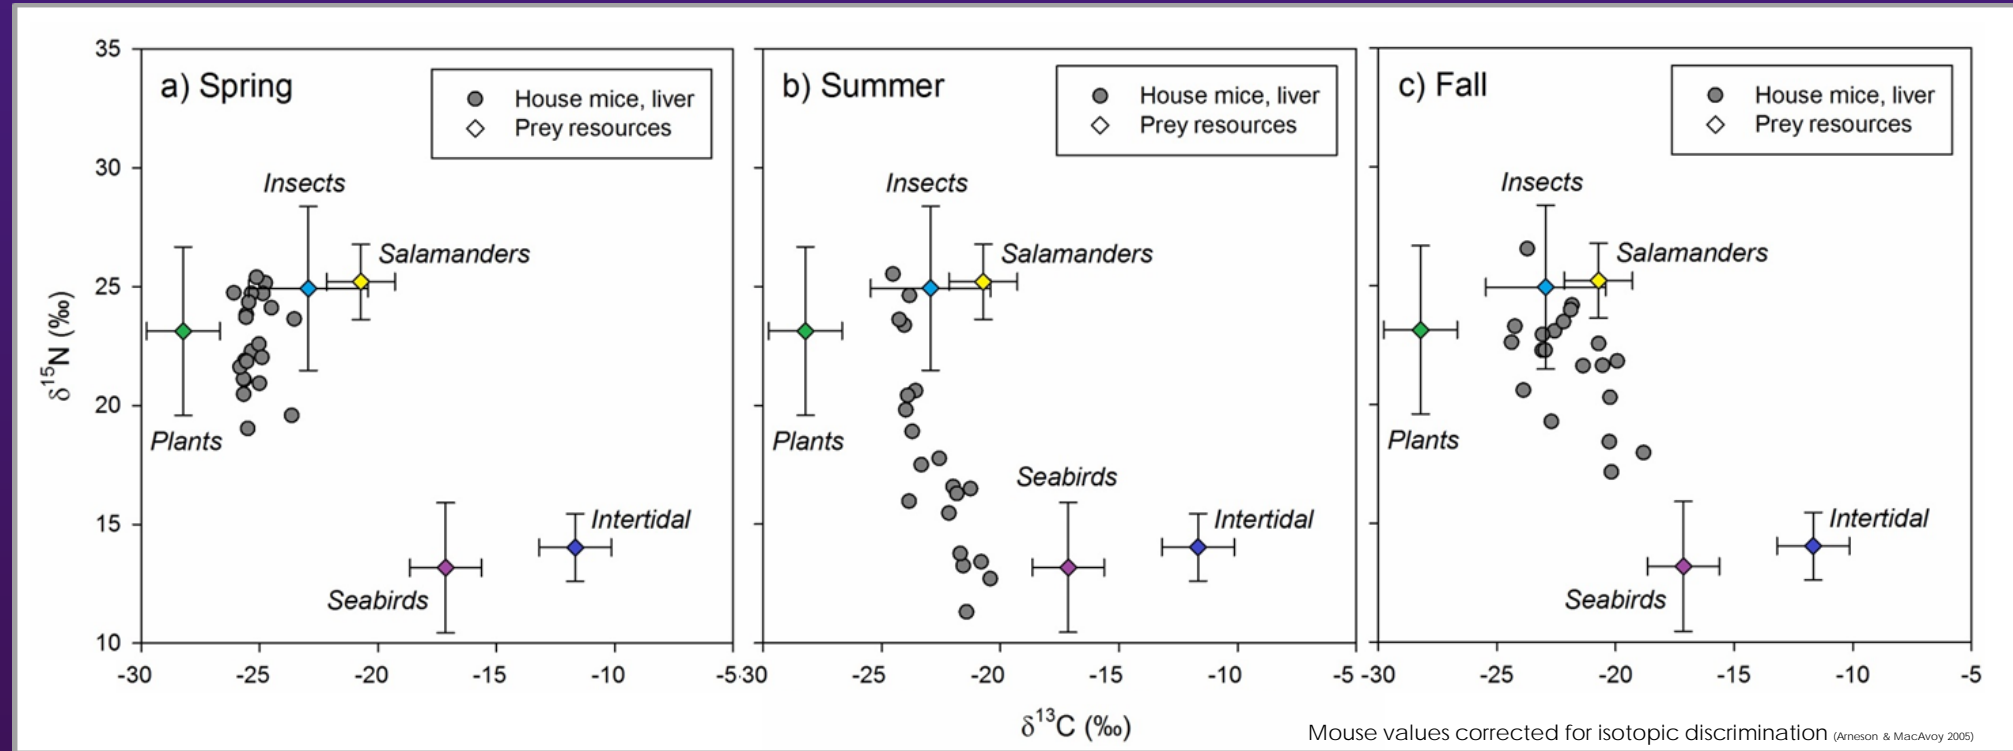 a) Spring
House mice, liver
Prey resources
Insects
Salamanders
Plants
Intertidal
Seabirds
35
30
25
20
15
10
δ15N (‰)
-30 -25 -20 -15 -10 -5
b) Summer
House mice, liver
Prey resources
Insects
Salamanders
Plants
Seabirds
Intertidal
-30 -25 -20 -15 -10 -5
c) Fall
House mice, liver
Prey resources
Insects
Salamanders
Plants
Intertidal
Seabirds
-30 -25 -20 -15 -10 -5
δ13C (‰)
Mouse values corrected for isotopic discrimination (Arneson & MacAvoy 2005)